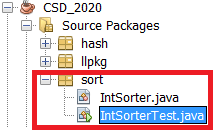 CSD_2020
Source Packages
hash
llpkg
sort
IntSorter.java
IntSorterTest.java